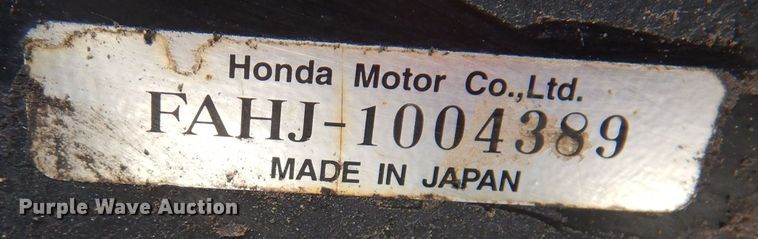 Honda Motor Co.,Ltd.
FAHJ-1004389
MADE IN JAPAN
Purple Wave Auction